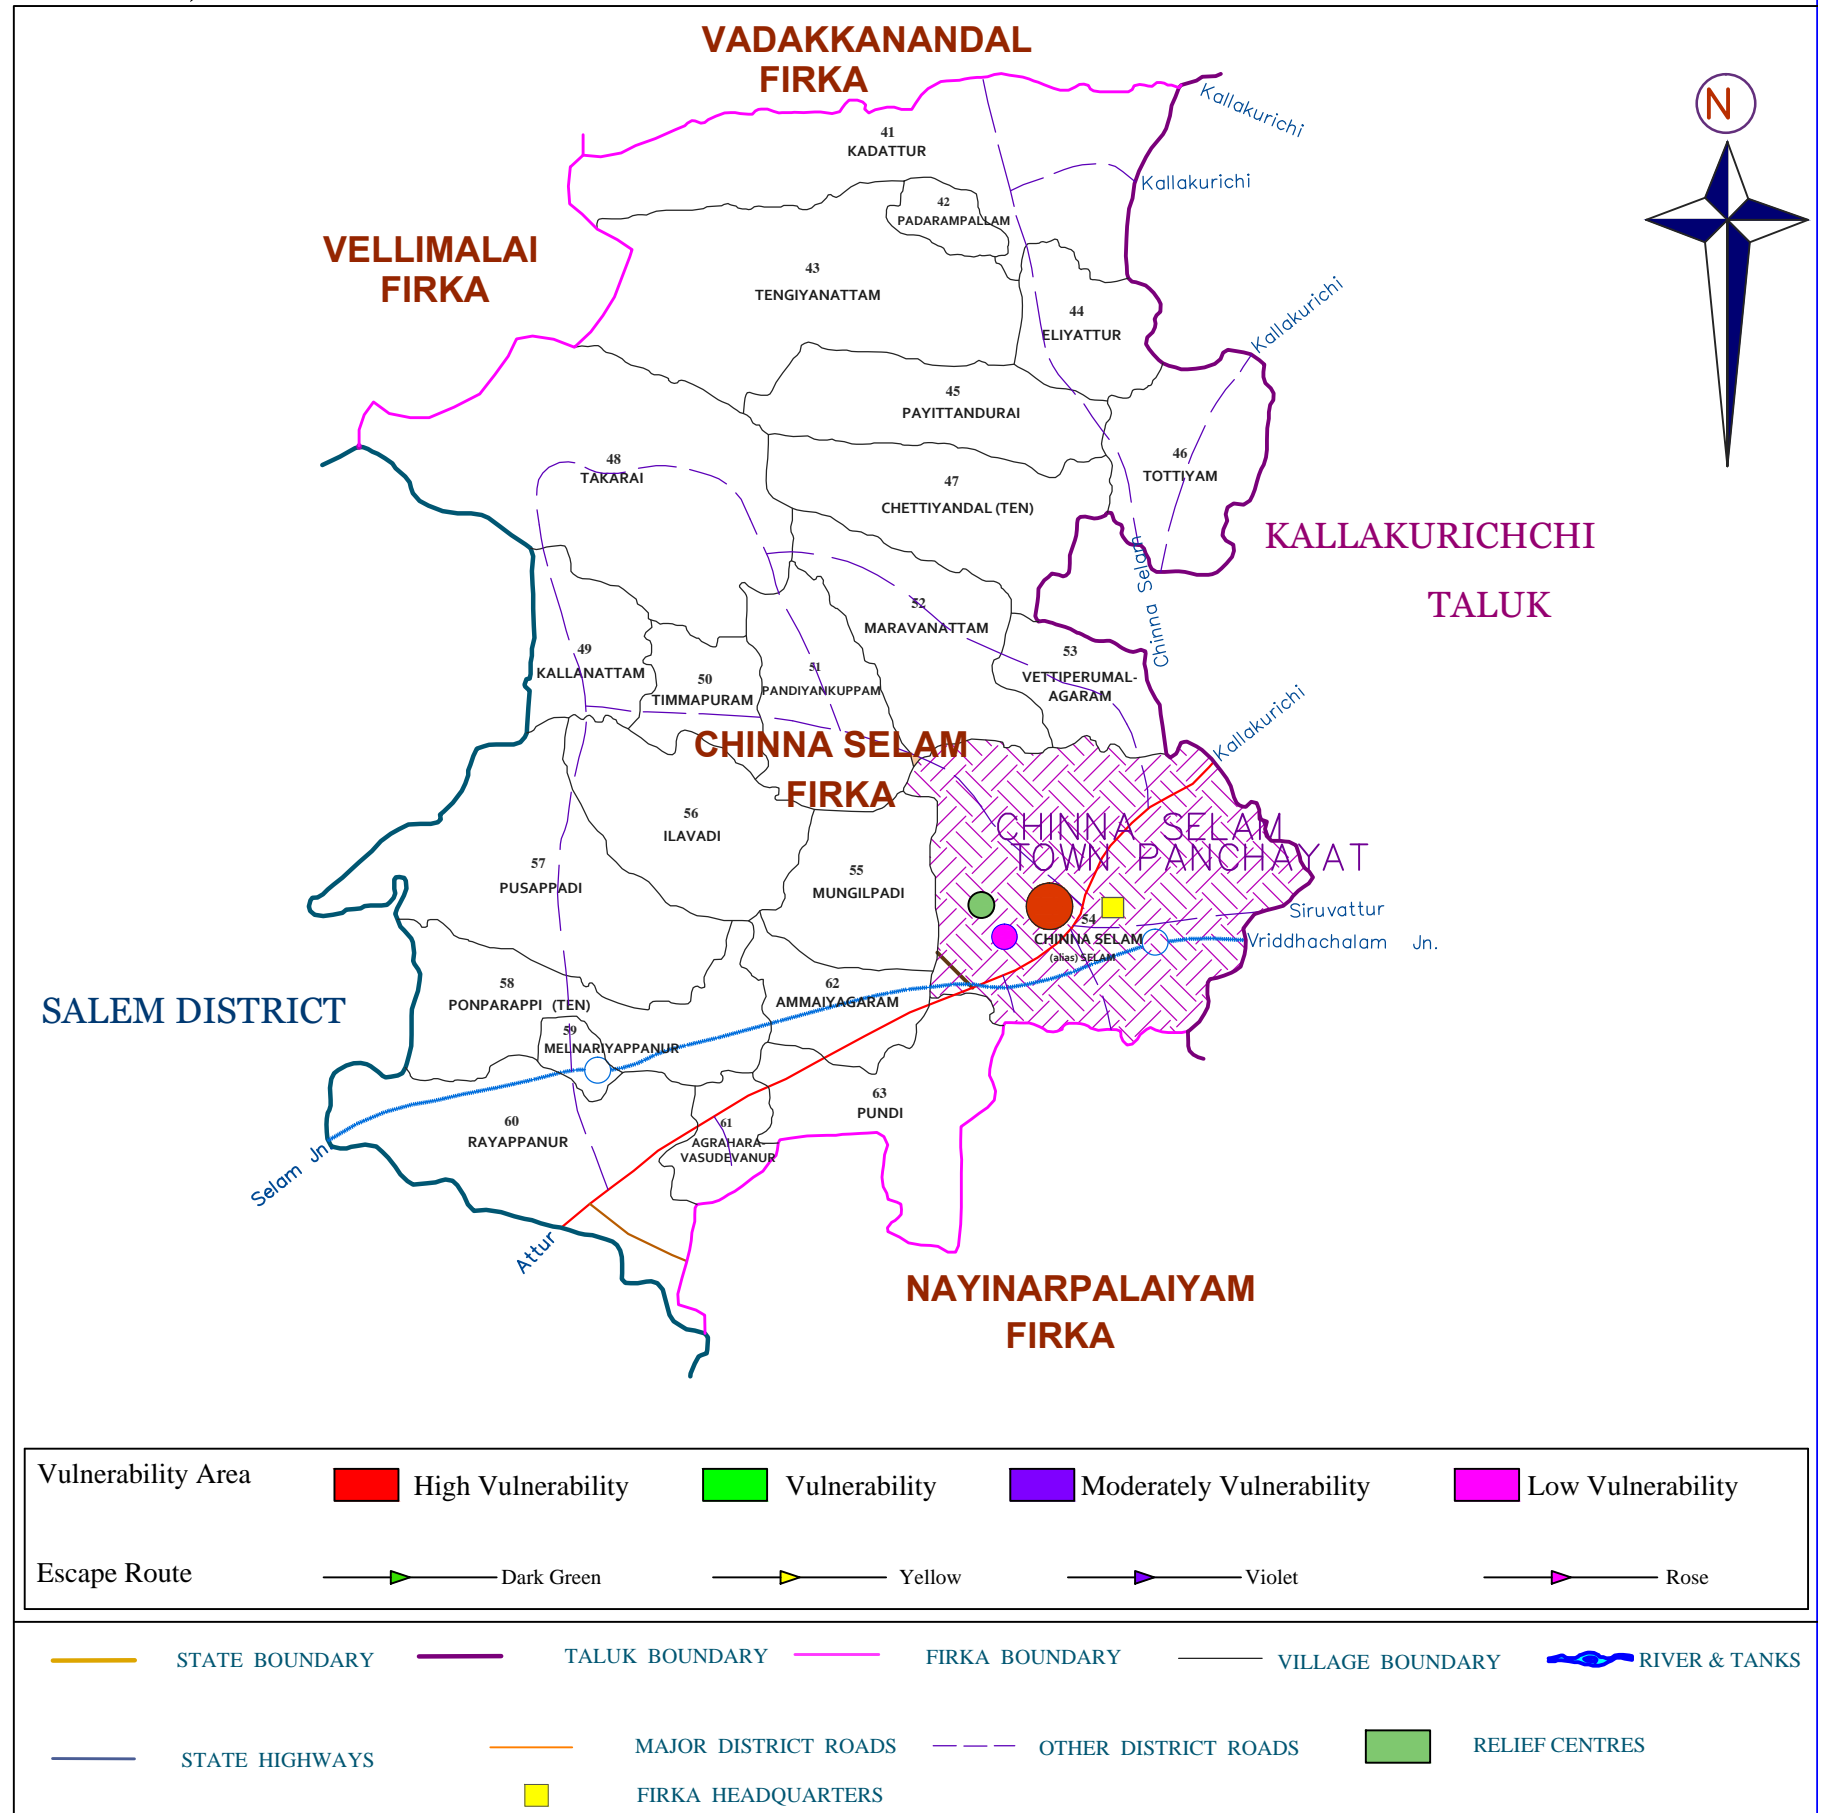 VADAKKANANDAL
FIRKA
N
Kallakurichi
41
KADATTUR
Kallakurichi
42
PADARAMPALLAM
VELLIMALAI
FIRKA
43
TENGIYANATTAM
44
ELIYATTUR
Kallakurichi
45
PAYITTANDURAI
46
TOTTIYAM
48
TAKARAI
47
CHETTIYANDAL (TEN)
KALLAKURICHCHI
TALUK
Chinna Selam
52
MARAVANATTAM
49
KALLANATTAM
50
TIMMAPURAM
51
PANDIYANKUPPAM
53
VETTIPERUMAL-
AGARAM
Kallakurichi
CHINNA SELAM
FIRKA
56
ILAVADI
CHINNA SELAM
TOWN PANCHAYAT
57
PUSAPPADI
55
MUNGILPADI
54
CHINNA SELAM
(alias) SELAM
Siruvattur
Vriddhachalam Jn.
58
PONPARAPPI (TEN)
62
AMMAIYAGARAM
SALEM DISTRICT
59
MELNARIYAPPANUR
63
PUNDI
60
RAYAPPANUR
61
AGRAHARA-
VASUDEVANUR
Selam Jn.
Attur
NAYINARPALAIYAM
FIRKA
Vulnerability Area
High Vulnerability
Vulnerability
Moderately Vulnerability
Low Vulnerability
Escape Route
Dark Green
Yellow
Violet
Rose
STATE BOUNDARY
TALUK BOUNDARY
FIRKA BOUNDARY
VILLAGE BOUNDARY
RIVER & TANKS
STATE HIGHWAYS
MAJOR DISTRICT ROADS
OTHER DISTRICT ROADS
RELIEF CENTRES
FIRKA HEADQUARTERS